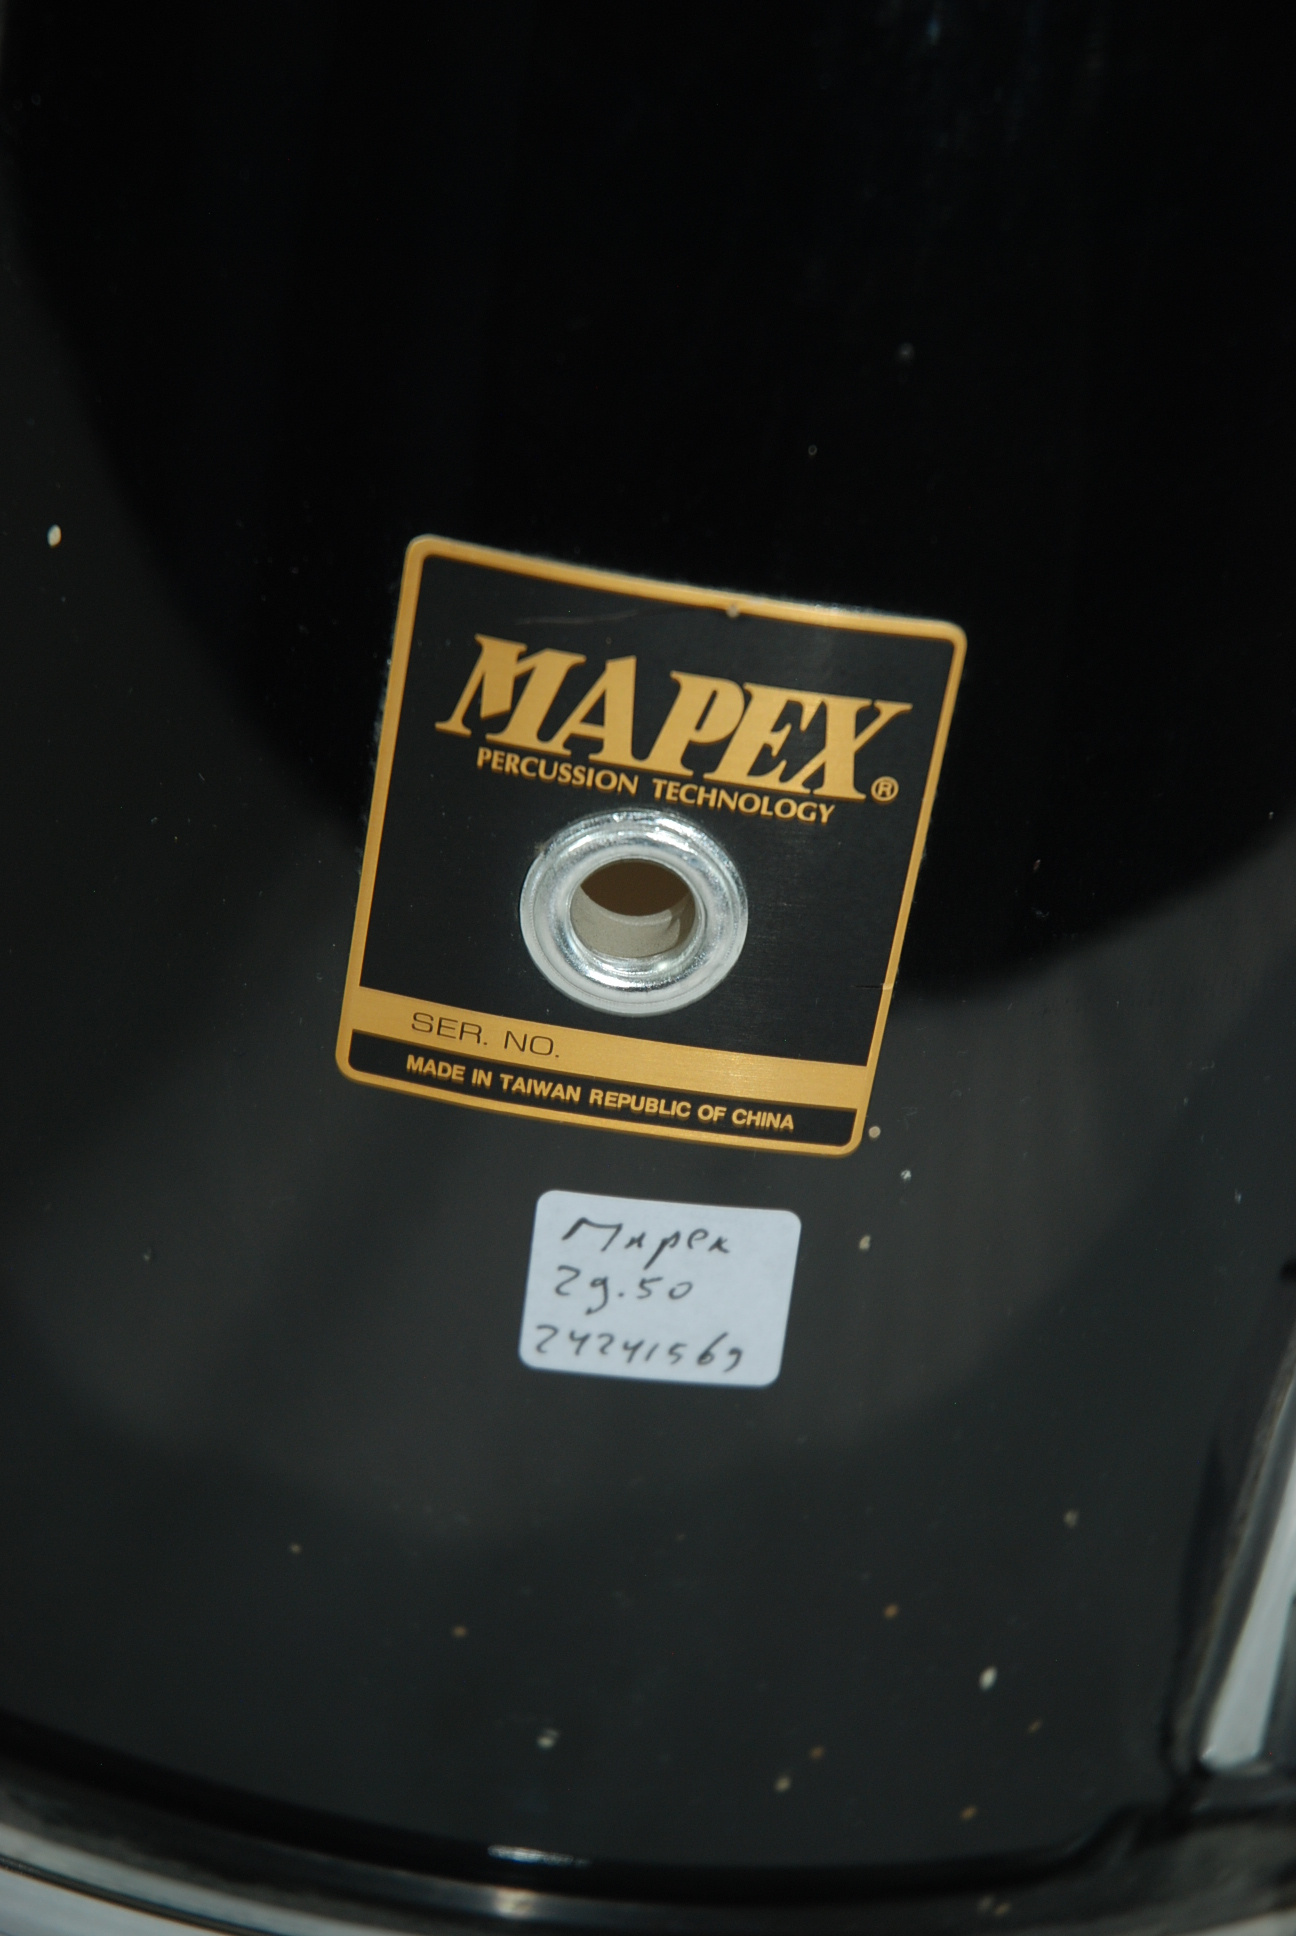 MAPEX®
PERCUSSION TECHNOLOGY
SER. NO.
MADE IN TAIWAN REPUBLIC OF CHINA
Mapex
29.50
24241569